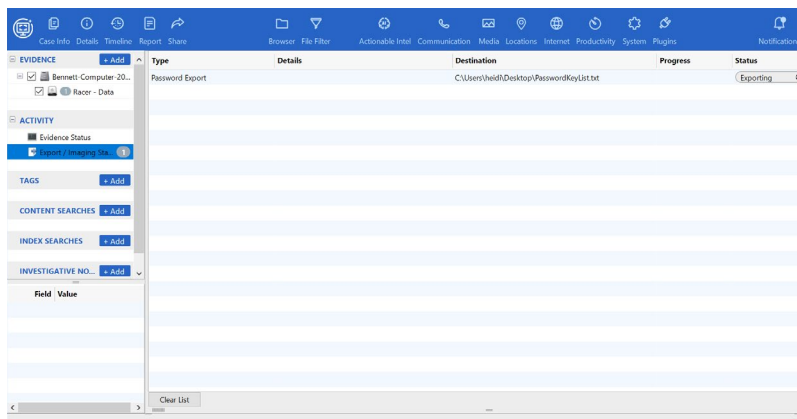 Case Info Details Timeline Report Share Browser File Filter Actionable Intel Communication Media Locations Internet Productivity System Plugins Notification
EVIDENCE + Add
Bennett-Computer-20...
1 Racer - Data
ACTIVITY
Evidence Status
Export / Imaging Sta... 1
TAGS + Add
CONTENT SEARCHES + Add
INDEX SEARCHES + Add
INVESTIGATIVE NO... + Add
Field Value
Type Details Destination Progress Status
Password Export C:\Users\heidi\Desktop\PasswordKeyList.txt Exporting
Clear List